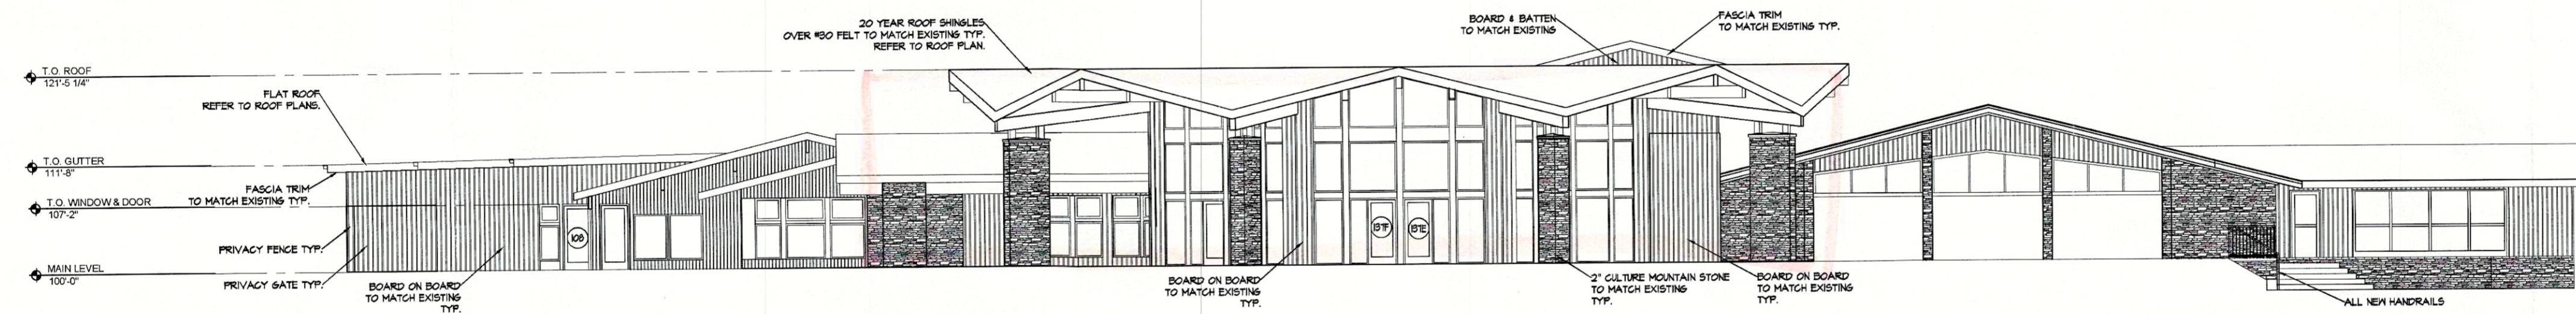 20 YEAR ROOF SHINGLES
OVER #30 FELT TO MATCH EXISTING TYP.
REFER TO ROOF PLAN.
BOARD & BATTEN
TO MATCH EXISTING
FASCIA TRIM
TO MATCH EXISTING TYP.
T.O. ROOF
121'-5 1/4"
FLAT ROOF
REFER TO ROOF PLANS.
T.O. GUTTER
111'-8"
FASCIA TRIM
TO MATCH EXISTING TYP.
T.O. WINDOW & DOOR
107'-2"
PRIVACY FENCE TYP.
108
131F
131E
MAIN LEVEL
100'-0"
PRIVACY GATE TYP.
BOARD ON BOARD
TO MATCH EXISTING
TYP.
BOARD ON BOARD
TO MATCH EXISTING
TYP.
2" CULTURE MOUNTAIN STONE
TO MATCH EXISTING
TYP.
BOARD ON BOARD
TO MATCH EXISTING
TYP.
ALL NEW HANDRAILS